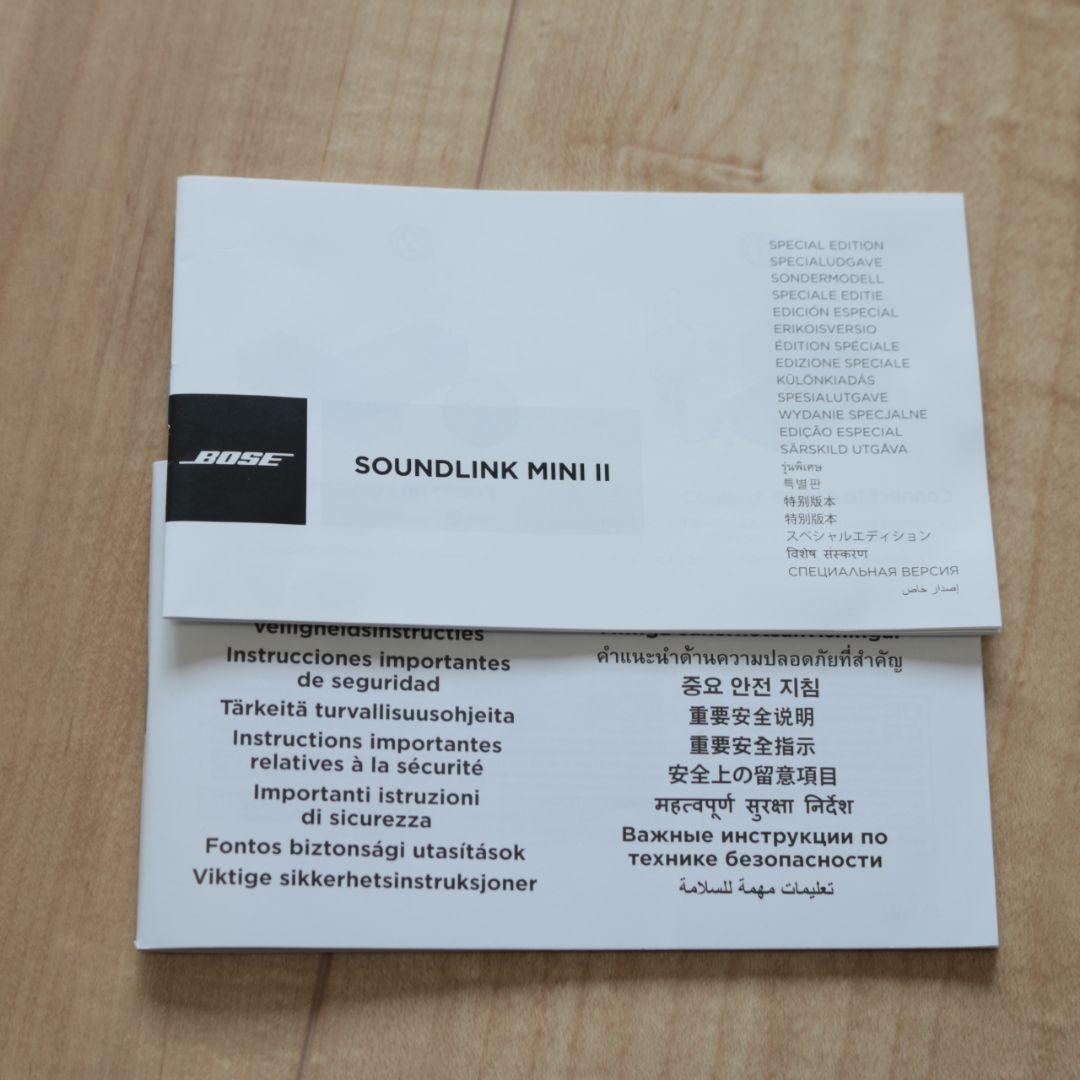 SPECIAL EDITION
SPECIALUDGAVE
SONDERMODELL
SPECIALE EDITIE
EDICIÓN ESPECIAL
ERIKOISVERSIO
ÉDITION SPÉCIALE
EDIZIONE SPECIALE
KÜLÖNKIADÁS
SPESIALUTGAVE
WYDANIE SPECJALNE
EDIÇÃO ESPECIAL
SÄRSKILD UTGÅVA
รุ่นพิเศษ
특별판
特别版本
特別版本
スペシャルエディション
विशेष संस्करण
СПЕЦИАЛЬНАЯ ВЕРСИЯ
إصدار خاص
BOSE
SOUNDLINK MINI II
veiligheidsinstructies
Instrucciones importantes
de seguridad
Tärkeitä turvallisuusohjeita
Instructions importantes
relatives à la sécurité
Importanti istruzioni
di sicurezza
Fontos biztonsági utasítások
Viktige sikkerhetsinstruksjoner
คำแนะนำด้านความปลอดภัยที่สำคัญ
중요 안전 지침
重要安全说明
重要安全指示
安全上の留意項目
महत्वपूर्ण सुरक्षा निर्देश
Важные инструкции по
технике безопасности
تعليمات مهمة للسلامة